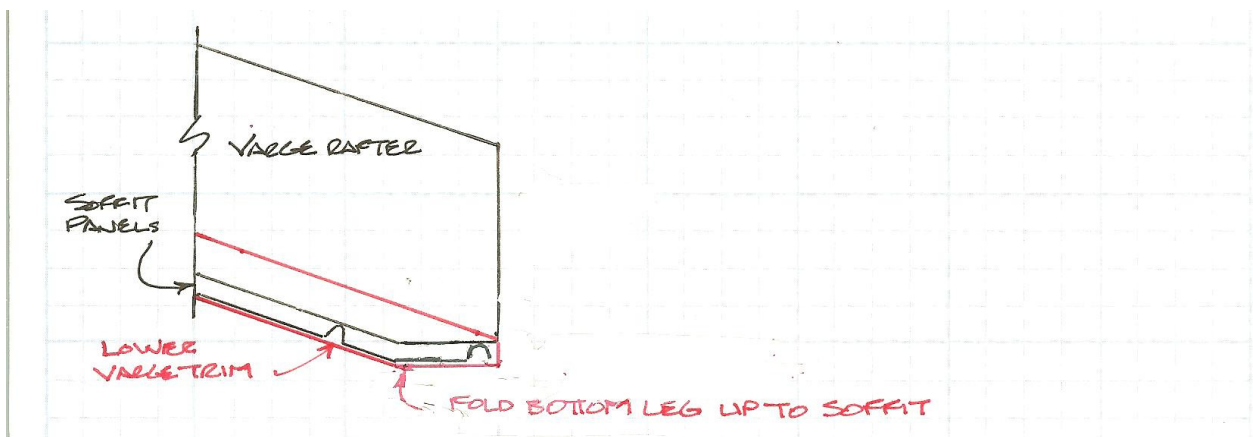 VARGE RAFTER
SOFFIT
PANELS
LOWER
VARGE TRIM
FOLD BOTTOM LEG UP TO SOFFIT